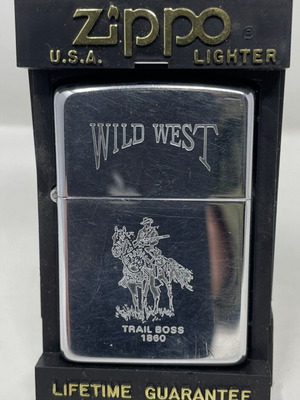 Zippo
U.S.A. LIGHTER
WILD WEST
TRAIL BOSS
1860
LIFETIME GUARANTEE